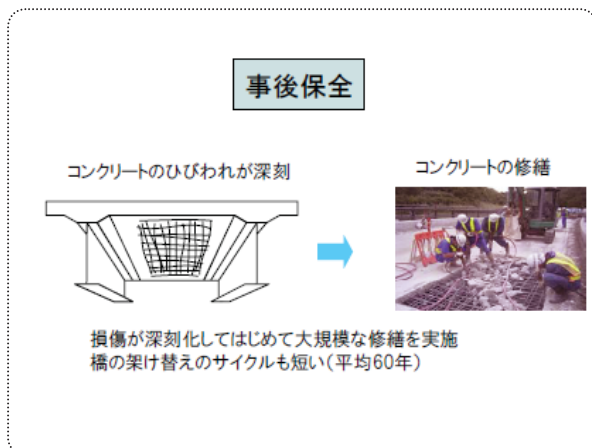 事後保全
コンクリートのひびわれが深刻
コンクリートの修繕
損傷が深刻化してはじめて大規模な修繕を実施
橋の架け替えのサイクルも短い(平均60年)